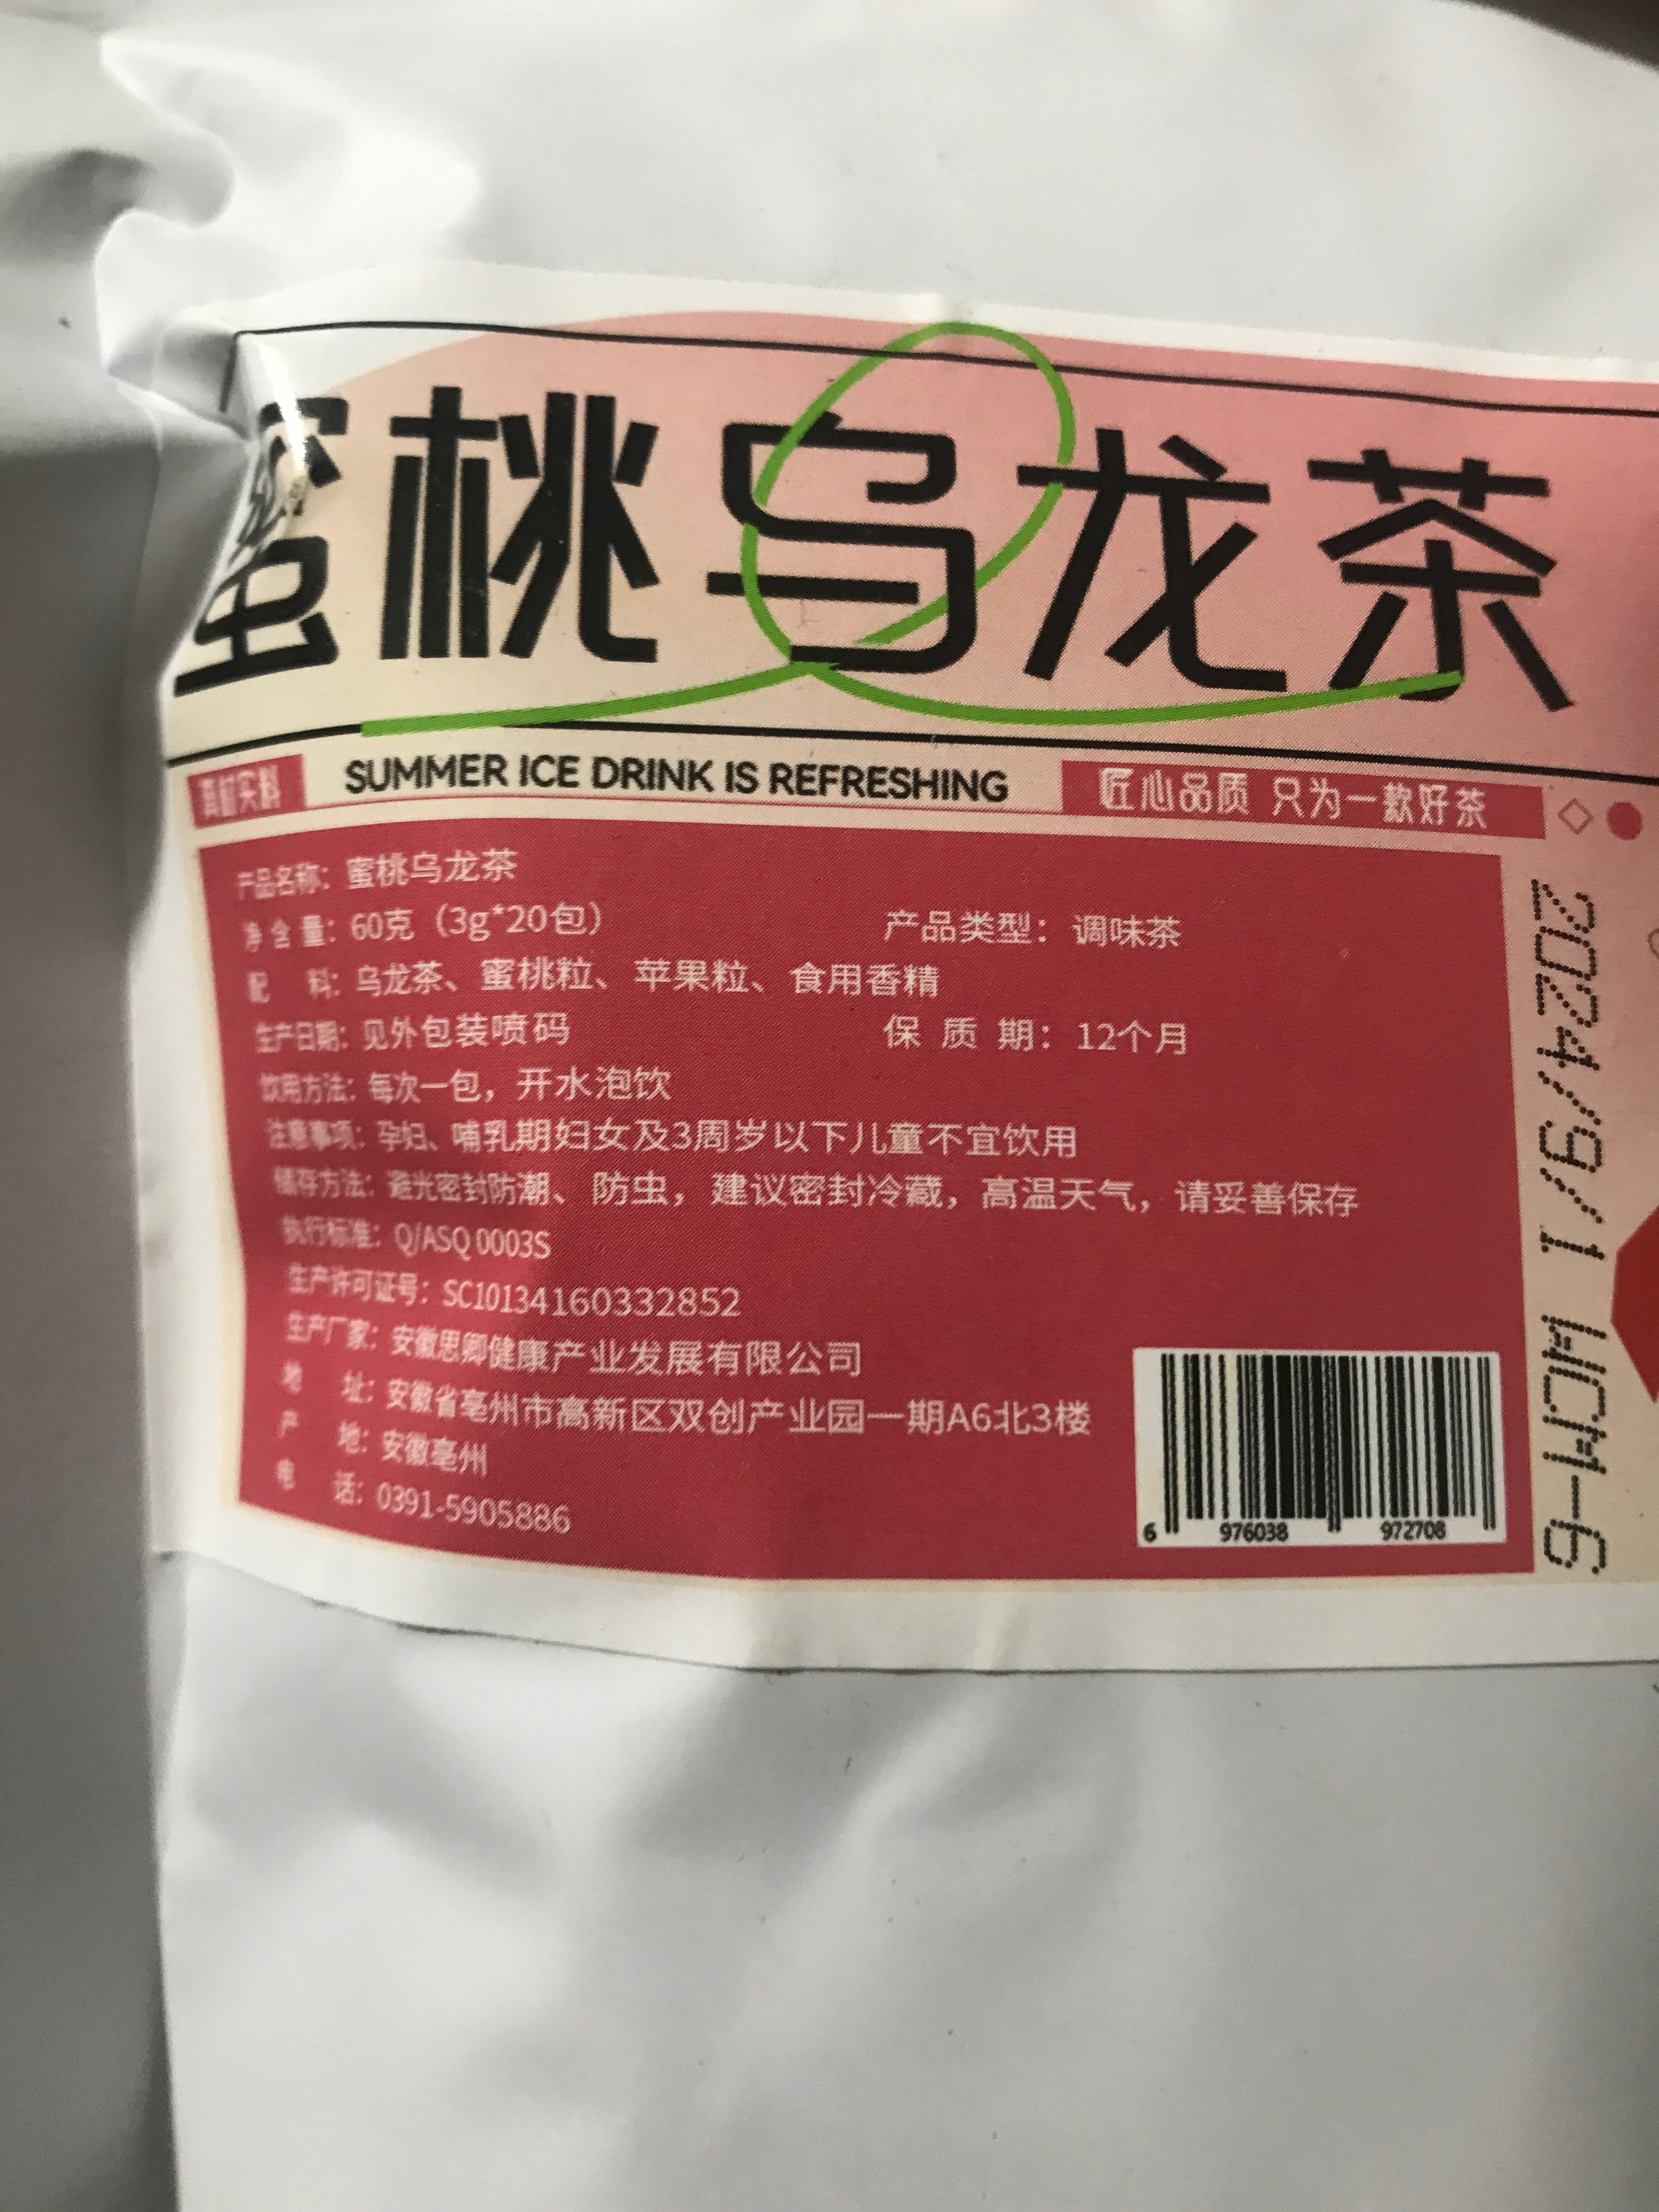 蜜桃乌龙茶
真材实料 SUMMER ICE DRINK IS REFRESHING 匠心品质 只为一款好茶
产品名称：蜜桃乌龙茶
净含量：60克（3g*20包） 产品类型：调味茶
配 料：乌龙茶、蜜桃粒、苹果粒、食用香精
生产日期：见外包装喷码 保质期：12个月
饮用方法：每次一包，开水泡饮
注意事项：孕妇、哺乳期妇女及3周岁以下儿童不宜饮用
储存方法：避光密封防潮、防虫，建议密封冷藏，高温天气，请妥善保存
执行标准：Q/ASQ 0003S
生产许可证号：SC10134160332852
生产厂家：安徽思卿健康产业发展有限公司
地 址：安徽省亳州市高新区双创产业园一期A6北3楼
产 地：安徽亳州
电 话：0391-5905886
6 976038 972708
2024/9/1